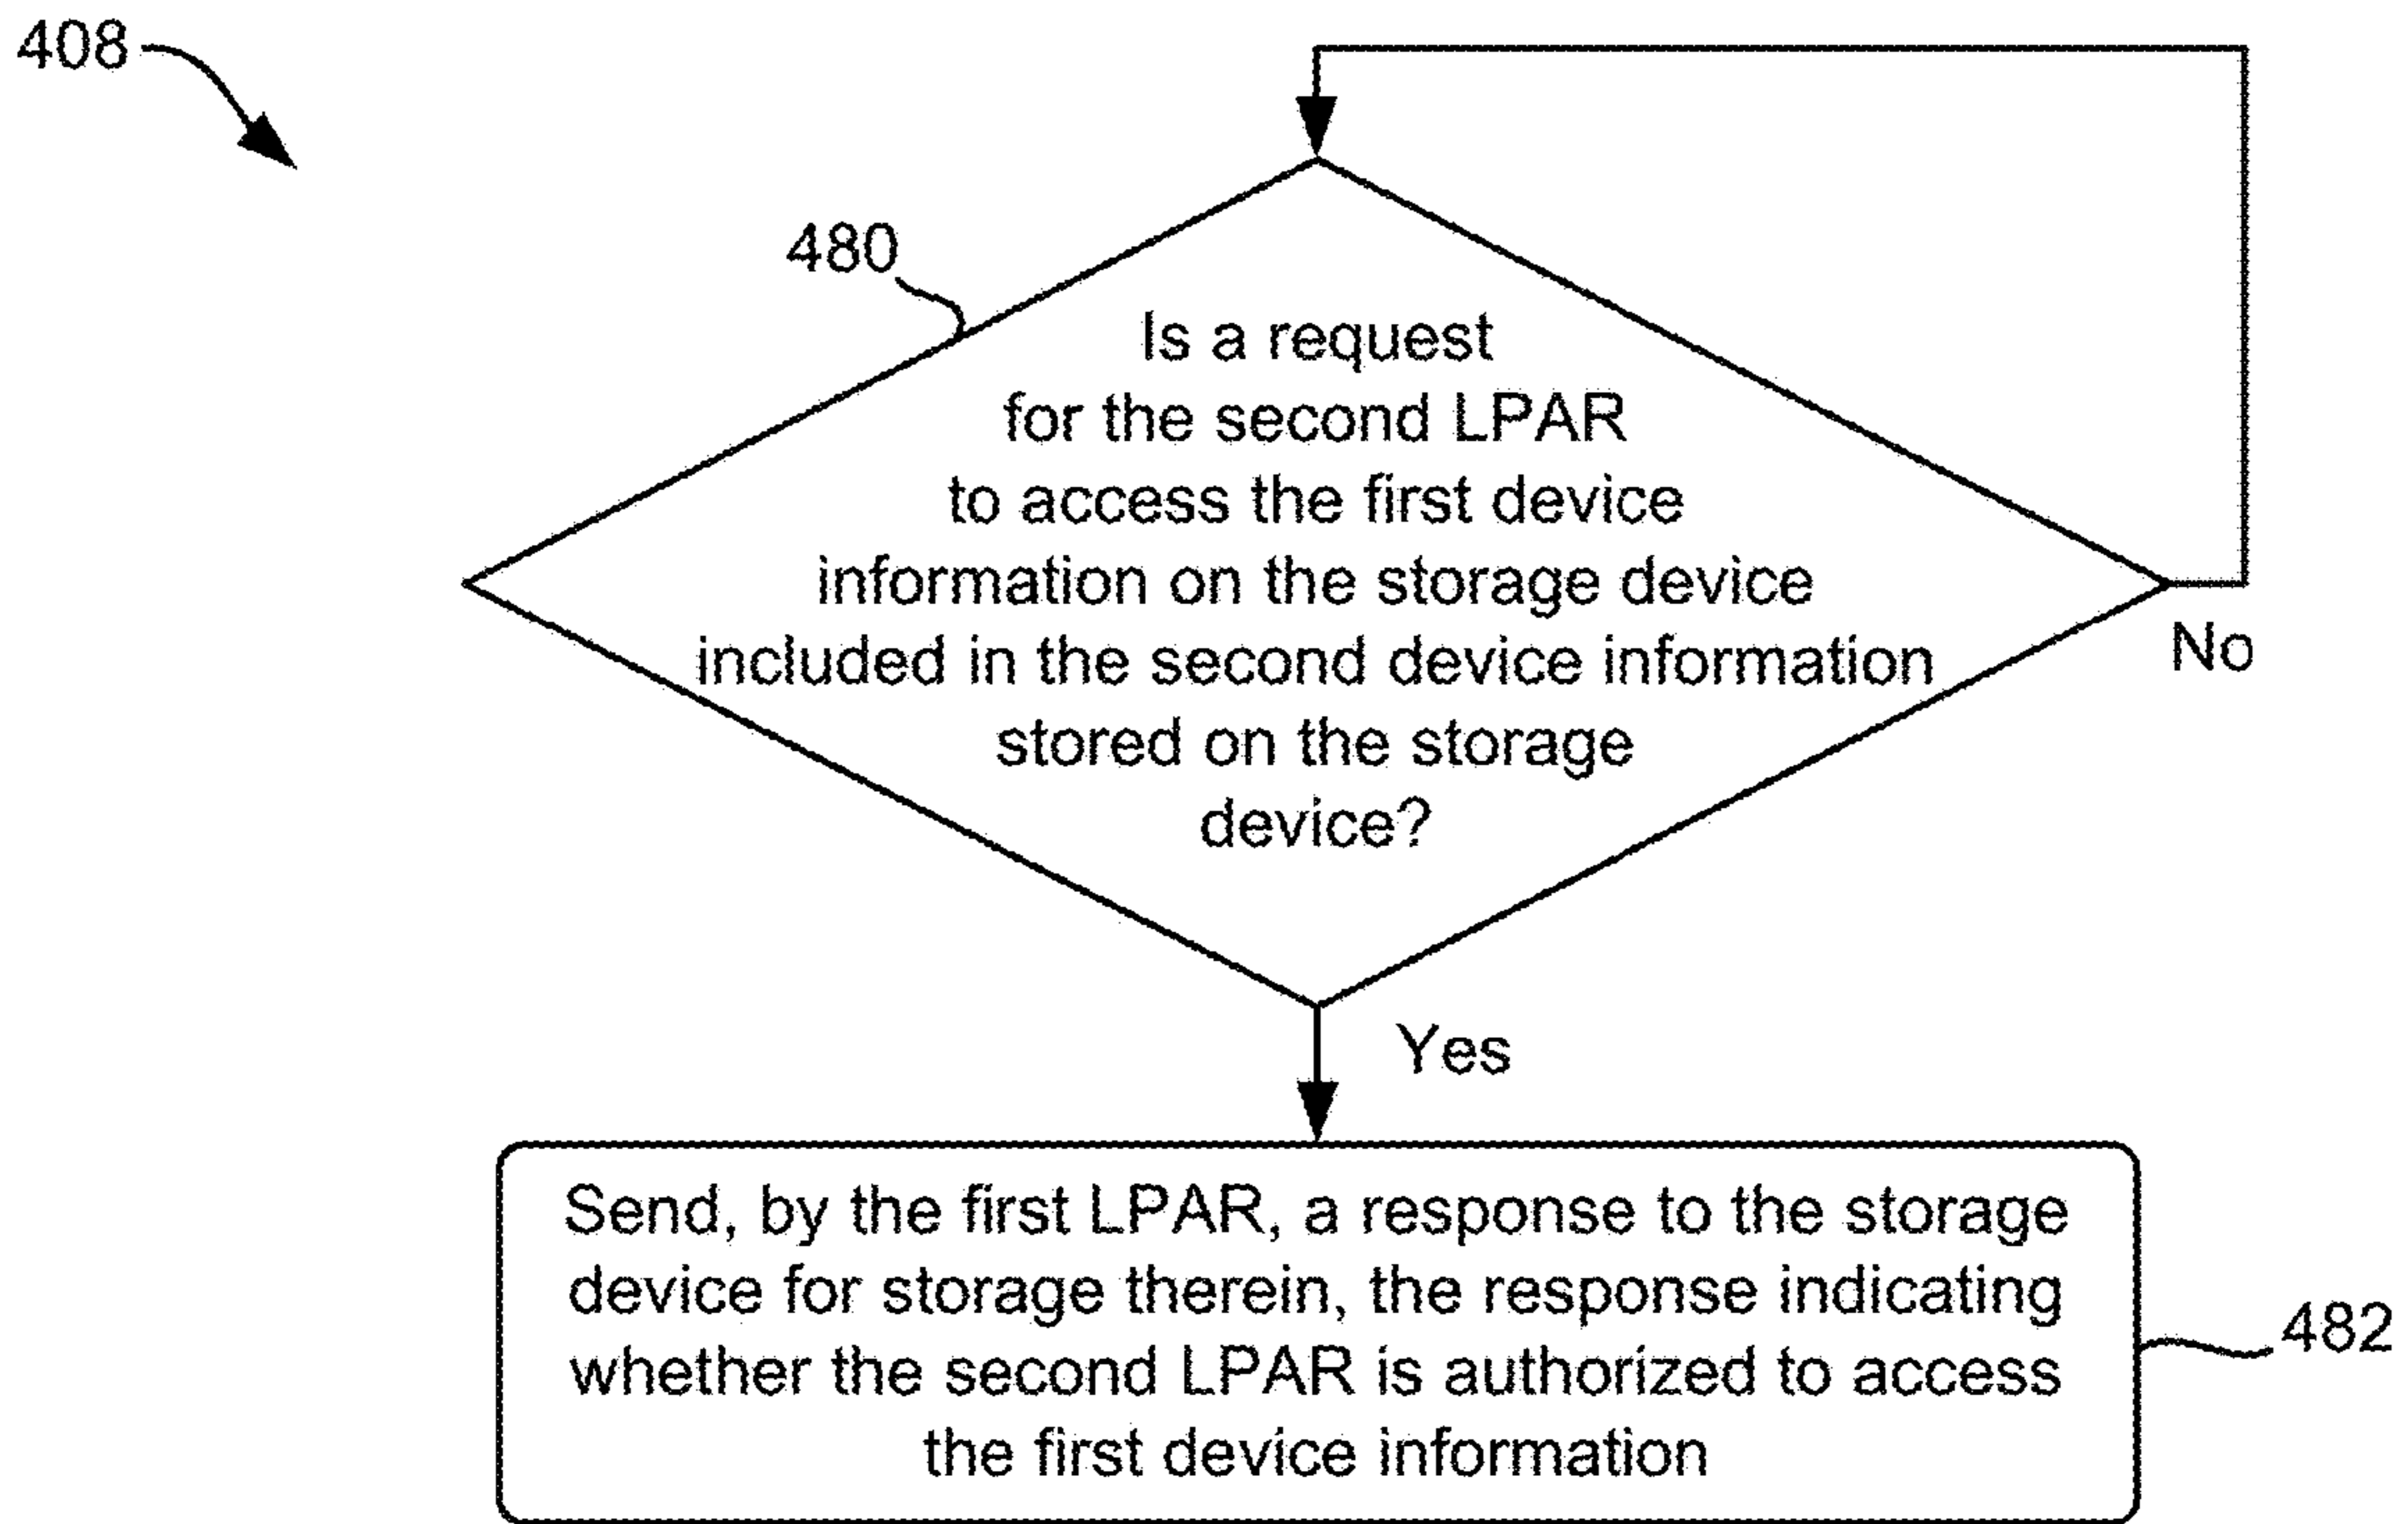 408
480
Is a request
for the second LPAR
to access the first device
information on the storage device
included in the second device information
stored on the storage
device?
No
Yes
Send, by the first LPAR, a response to the storage
device for storage therein, the response indicating
whether the second LPAR is authorized to access
the first device information
482